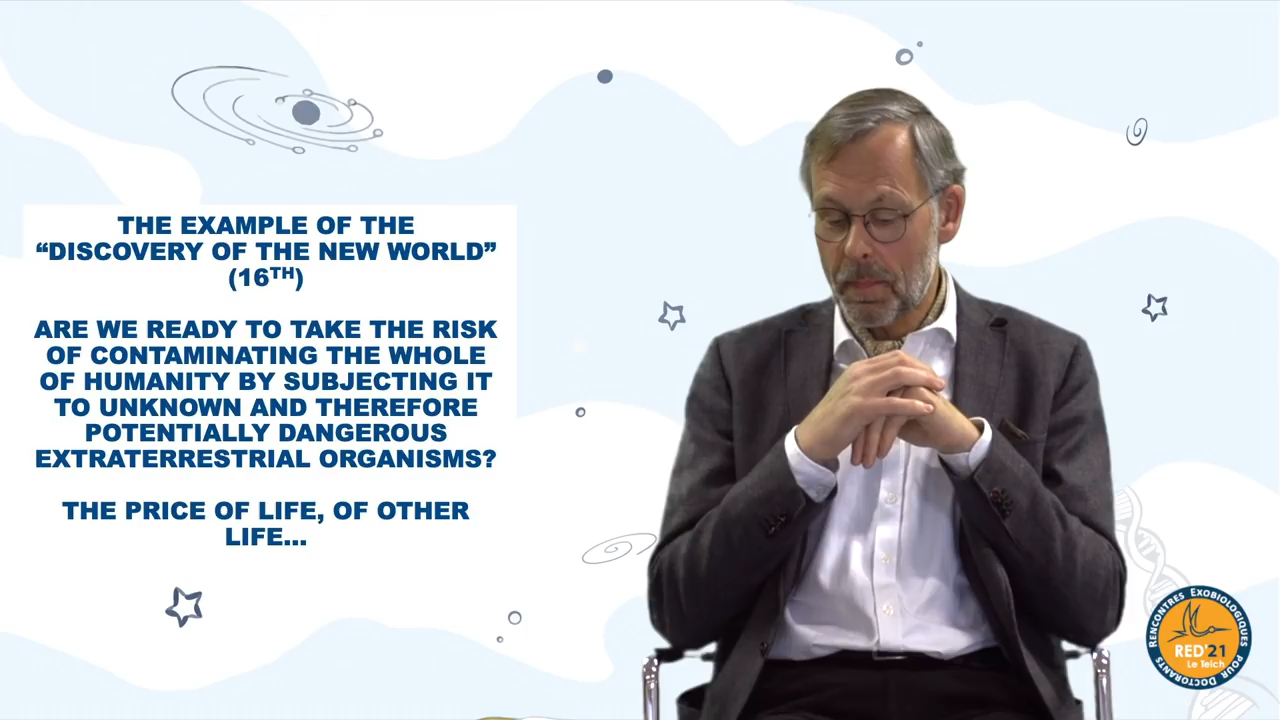 THE EXAMPLE OF THE
“DISCOVERY OF THE NEW WORLD”
(16TH)
ARE WE READY TO TAKE THE RISK
OF CONTAMINATING THE WHOLE
OF HUMANITY BY SUBJECTING IT
TO UNKNOWN AND THEREFORE
POTENTIALLY DANGEROUS
EXTRATERRESTRIAL ORGANISMS?
THE PRICE OF LIFE, OF OTHER
LIFE...
RENCONTRES EXOBIOLOGIQUES POUR DOCTORANTS
RED'21
Le Teich